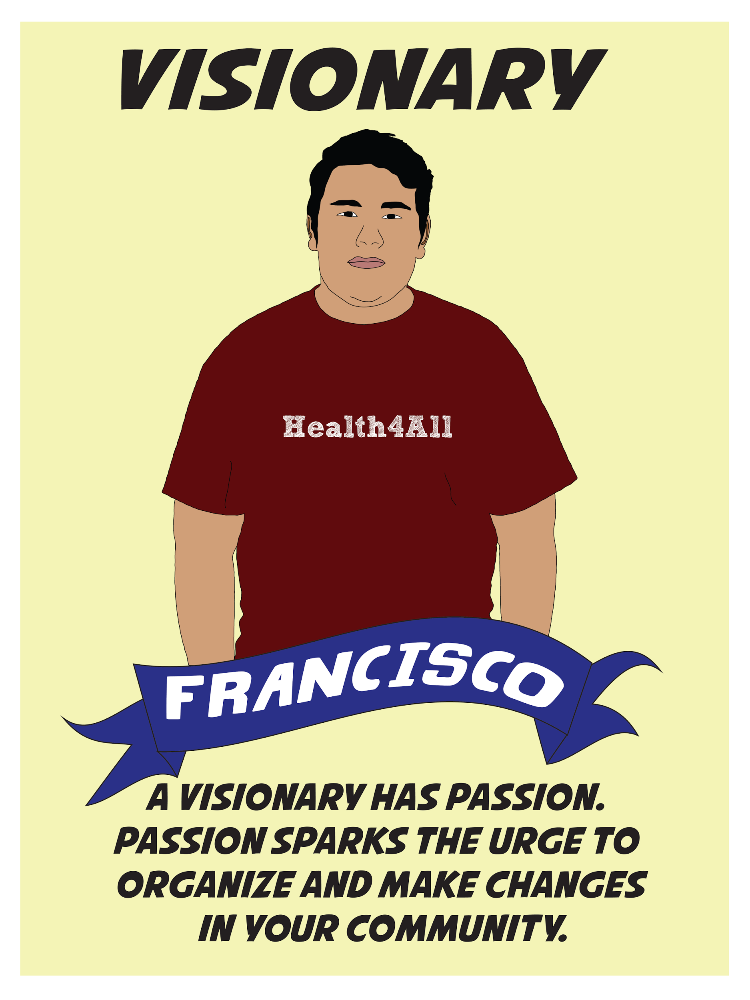 VISIONARY
Health4All
FRANCISCO
A VISIONARY HAS PASSION.
PASSION SPARKS THE URGE TO
ORGANIZE AND MAKE CHANGES
IN YOUR COMMUNITY.